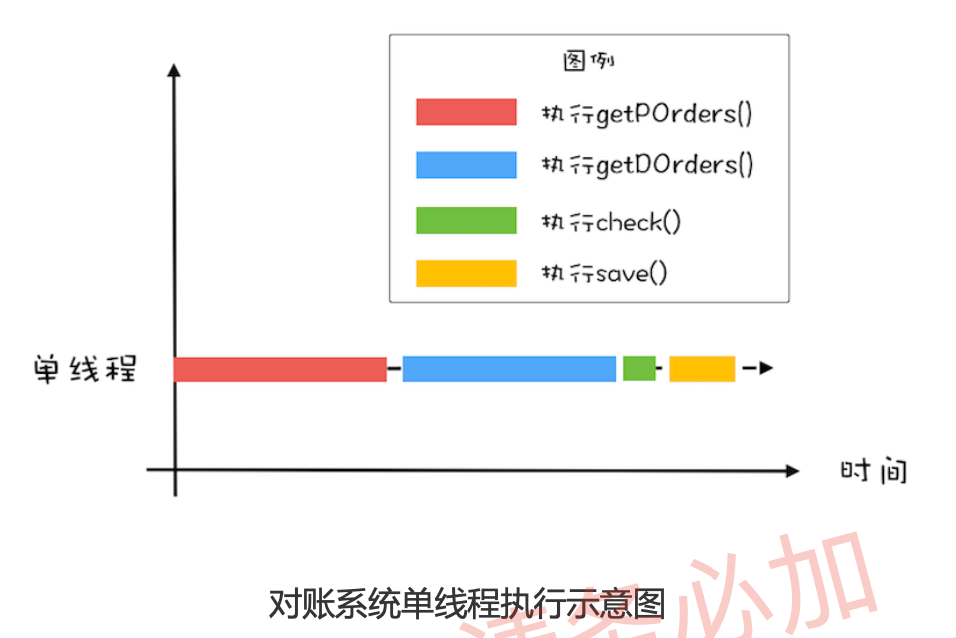 图例
执行getPOrders()
执行getDOrders()
执行check()
执行save()
单线程
时间
对账系统单线程执行示意图
必加